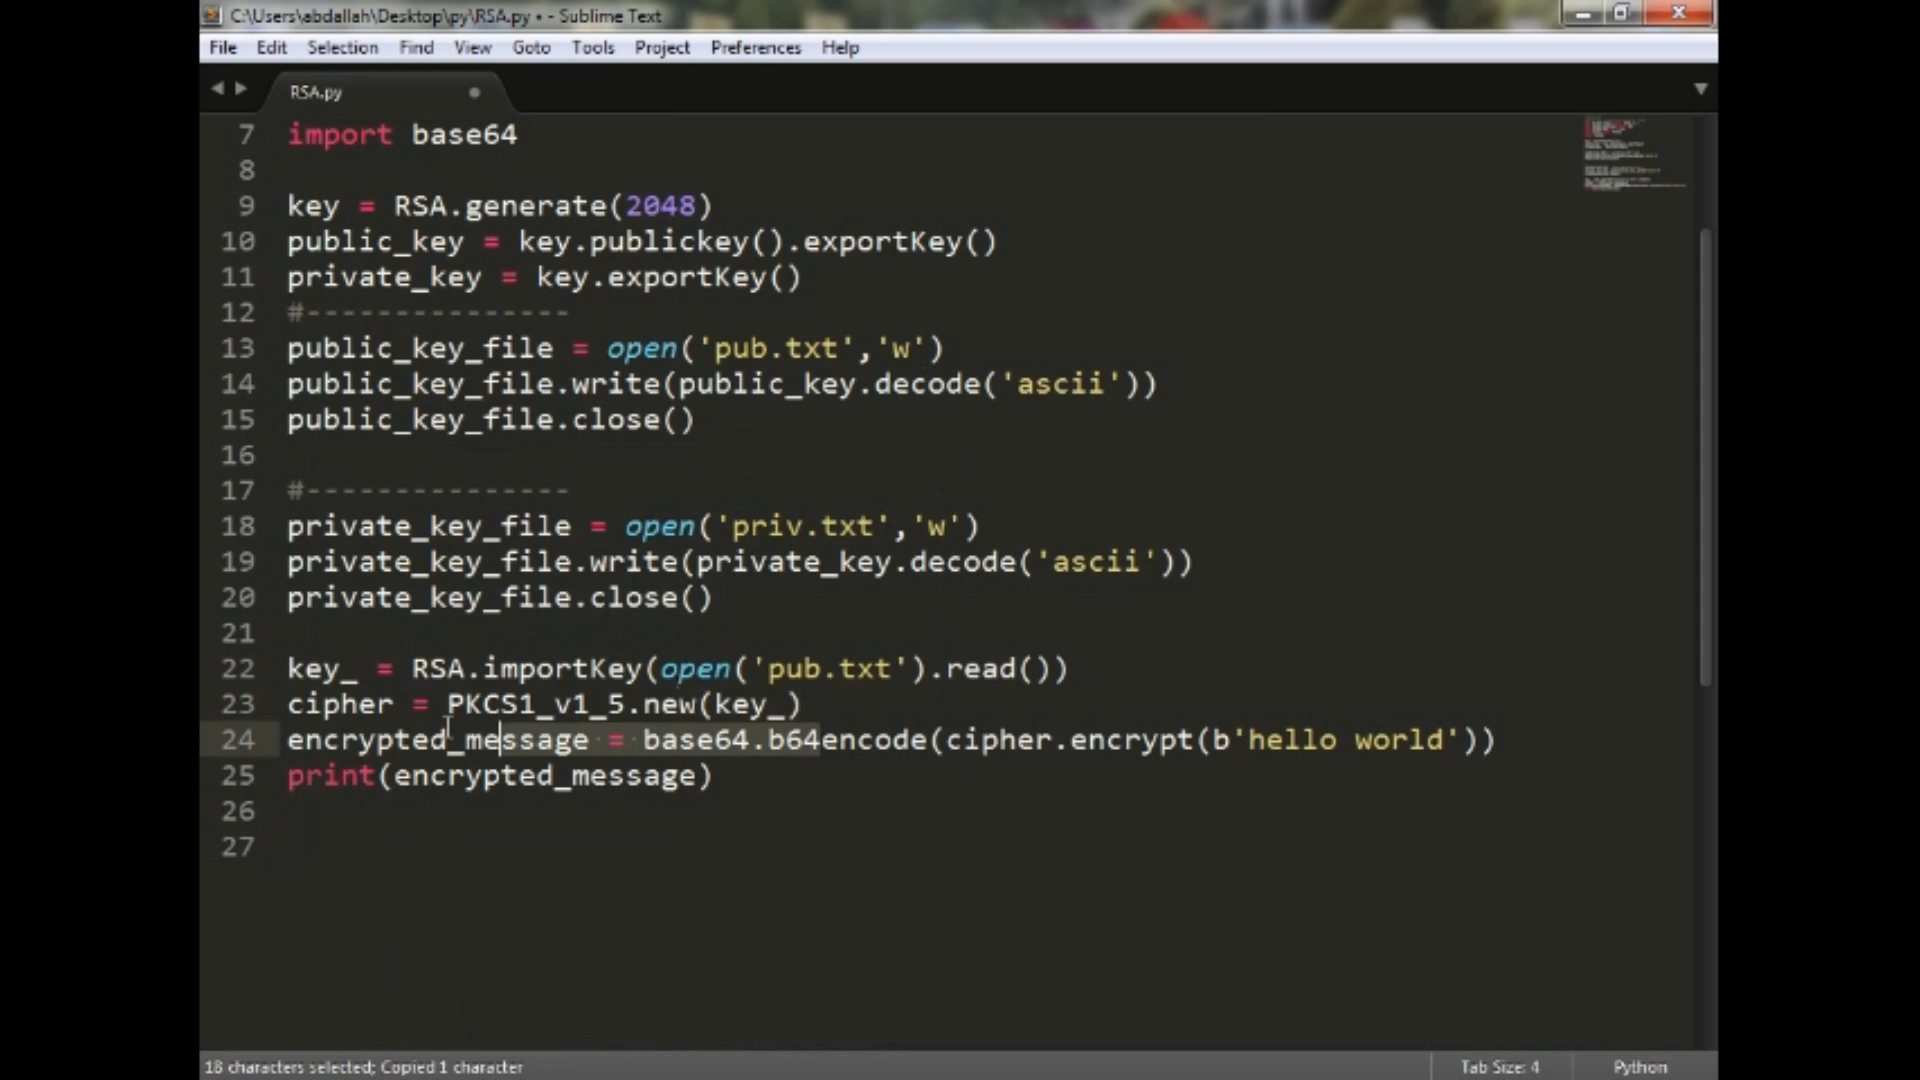 C:\Users\abdallah\Desktop\py\RSA.py • - Sublime Text
File Edit Selection Find View Goto Tools Project Preferences Help
RSA.py
7 import base64
8
9 key = RSA.generate(2048)
10 public_key = key.publickey().exportKey()
11 private_key = key.exportKey()
12 #---------------
13 public_key_file = open('pub.txt','w')
14 public_key_file.write(public_key.decode('ascii'))
15 public_key_file.close()
16
17 #---------------
18 private_key_file = open('priv.txt','w')
19 private_key_file.write(private_key.decode('ascii'))
20 private_key_file.close()
21
22 key_ = RSA.importKey(open('pub.txt').read())
23 cipher = PKCS1_v1_5.new(key_)
24 encrypted_message = base64.b64encode(cipher.encrypt(b'hello world'))
25 print(encrypted_message)
26
27
18 characters selected; Copied 1 character Tab Size: 4 Python